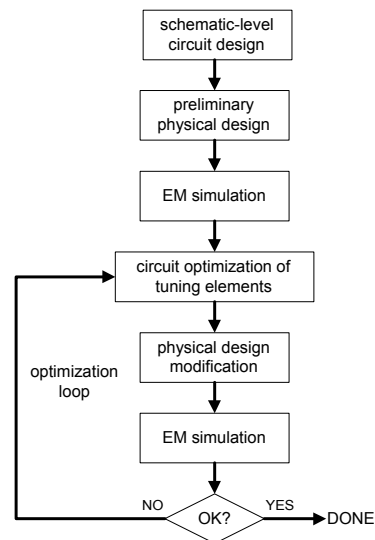 schematic-level
circuit design
preliminary
physical design
EM simulation
circuit optimization of
tuning elements
physical design
modification
optimization
loop
EM simulation
NO
OK?
YES
DONE